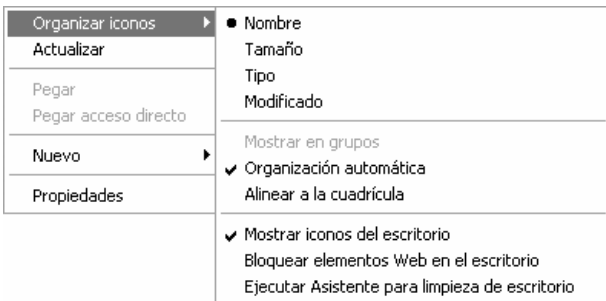 Organizar iconos
Actualizar
Pegar
Pegar acceso directo
Nuevo
Propiedades
Nombre
Tamaño
Tipo
Modificado
Mostrar en grupos
Organización automática
Alinear a la cuadrícula
Mostrar iconos del escritorio
Bloquear elementos Web en el escritorio
Ejecutar Asistente para limpieza de escritorio